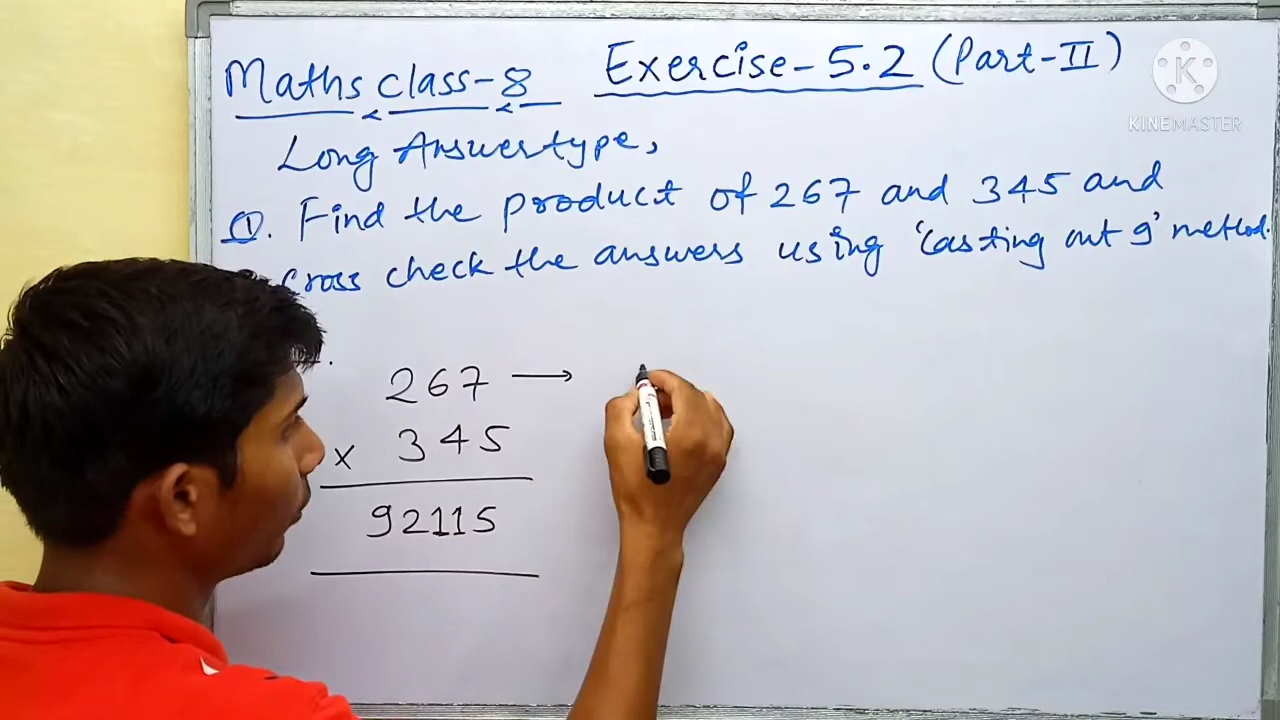 Maths class-8 Exercise-5.2 (Part-II)
KINEMASTER
Long Answertype,
Q. Find the product of 267 and 345 and
cross check the answers using 'Casting out 9' method.
267 →
× 345
92115